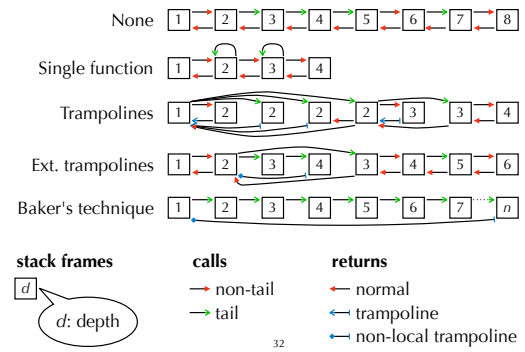 None 1 2 3 4 5 6 7 8
Single function 1 2 3 4
Trampolines 1 2 2 2 2 3 3 4
Ext. trampolines 1 2 3 4 3 4 5 6
Baker's technique 1 2 3 4 5 6 7 n
stack frames calls returns
d non-tail normal
tail trampoline
d: depth non-local trampoline
32